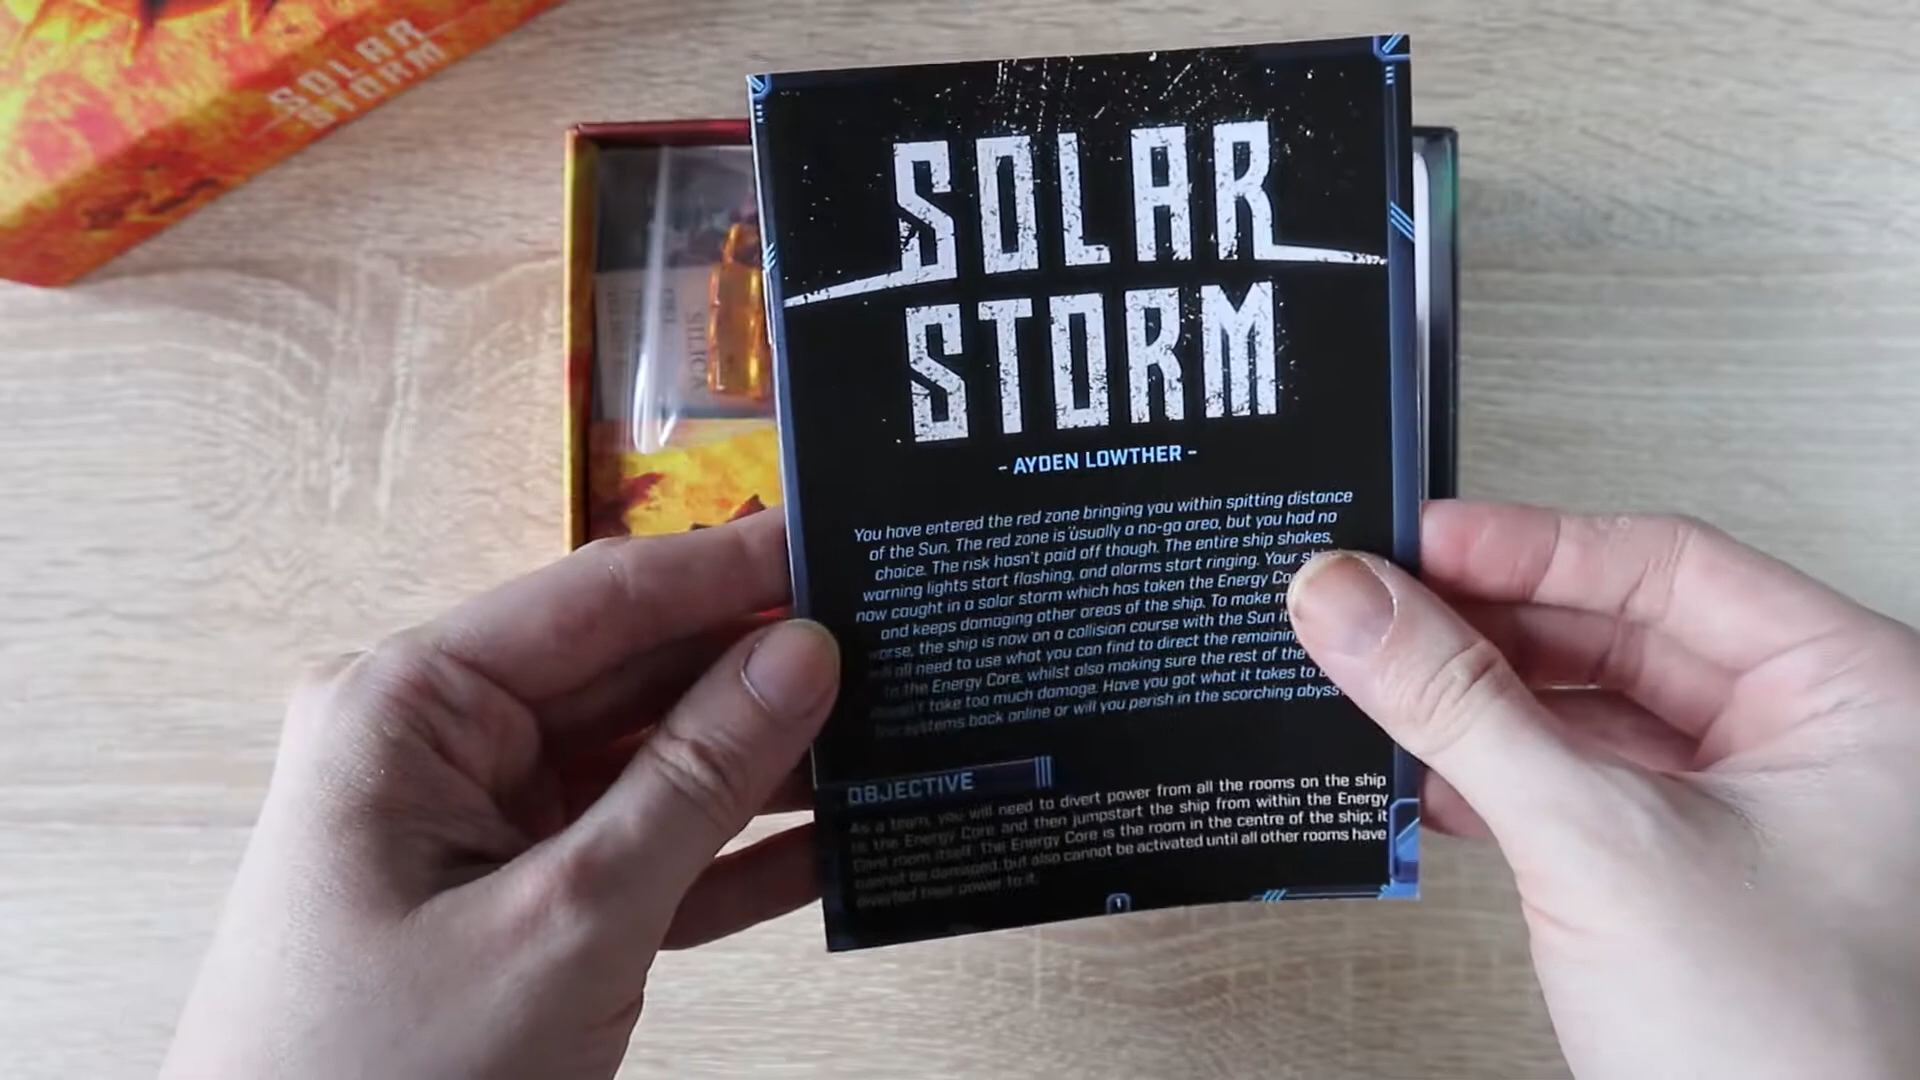 SOLAR
STORM
SOLAR
STORM
- AYDEN LOWTHER -
You have entered the red zone bringing you within spitting distance
of the Sun. The red zone is usually a no-go area, but you had no
choice. The risk hasn't paid off though. The entire ship shakes,
warning lights start flashing, and alarms start ringing. Your
now caught in a solar storm which has taken the Energy
and keeps damaging other areas of the ship. To make
worse, the ship is now on a collision course with the Sun
all need to use what you can find to direct the remaining
to the Energy Core, whilst also making sure the rest of the
take too much damage. Have you got what it takes to
systems back online or will you perish in the scorching abyss
OBJECTIVE
As a team, you will need to divert power from all the rooms on the ship
to the Energy Core and then jumpstart the ship from within the Energy
Core room itself. The Energy Core is the room in the centre of the ship; it
cannot be damaged, but also cannot be activated until all other rooms have
diverted their power to it.
1
SILICA